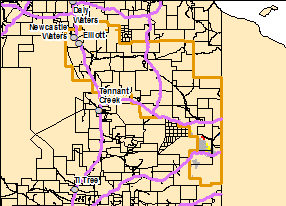 Daly
Waters
Newcastle
Waters
Elliott
Tennant
Creek
Ti Tree